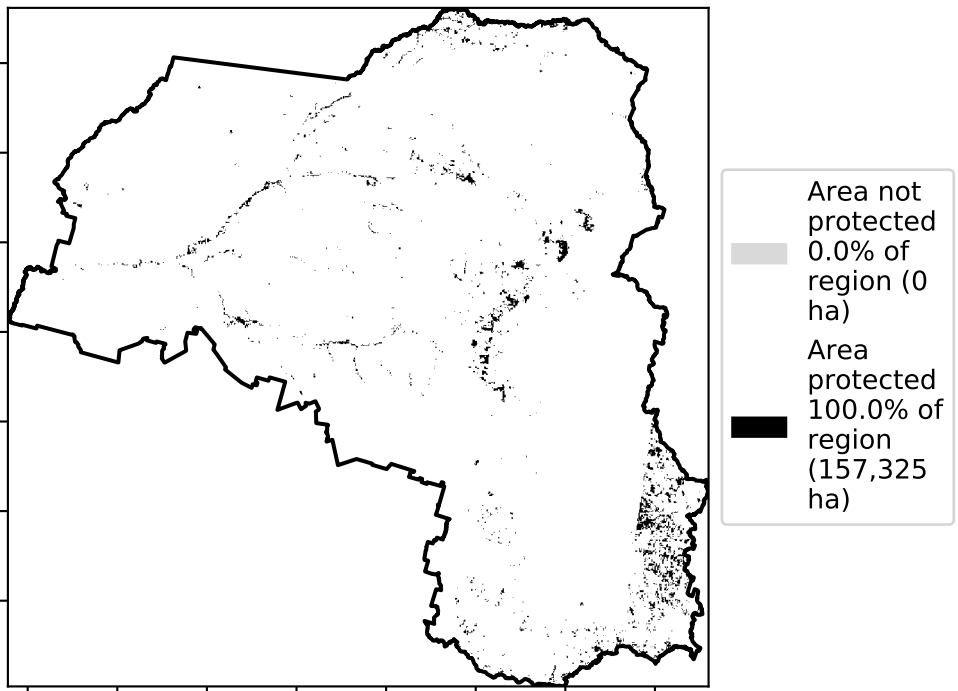 Area not
protected
0.0% of
region (0
ha)
Area
protected
100.0% of
region
(157,325
ha)